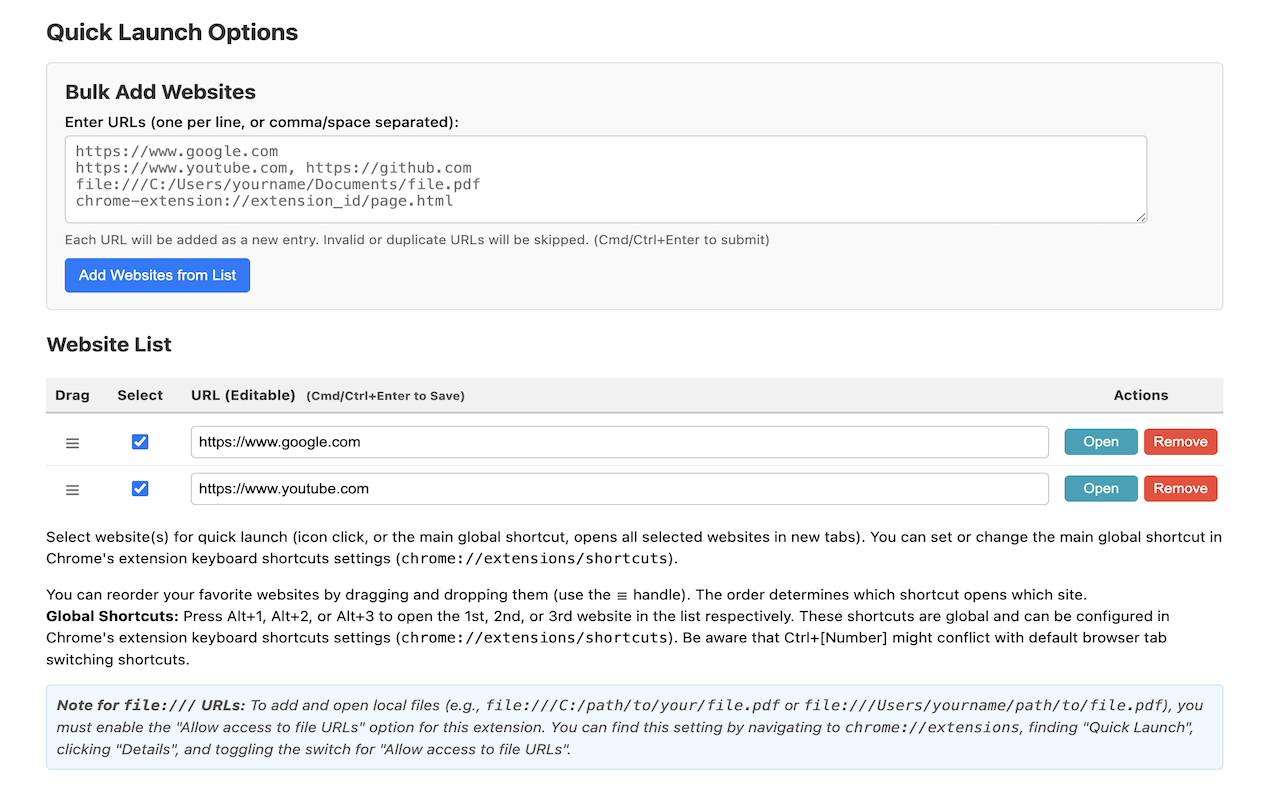 Quick Launch Options
Bulk Add Websites
Enter URLs (one per line, or comma/space separated):
https://www.google.com
https://www.youtube.com, https://github.com
file:///C:/Users/yourname/Documents/file.pdf
chrome-extension://extension_id/page.html
Each URL will be added as a new entry. Invalid or duplicate URLs will be skipped. (Cmd/Ctrl+Enter to submit)
Add Websites from List
Website List
Drag Select URL (Editable) (Cmd/Ctrl+Enter to Save) Actions
≡ https://www.google.com Open Remove
≡ https://www.youtube.com Open Remove
Select website(s) for quick launch (icon click, or the main global shortcut, opens all selected websites in new tabs). You can set or change the main global shortcut in
Chrome's extension keyboard shortcuts settings (chrome://extensions/shortcuts).
You can reorder your favorite websites by dragging and dropping them (use the ≡ handle). The order determines which shortcut opens which site.
Global Shortcuts: Press Alt+1, Alt+2, or Alt+3 to open the 1st, 2nd, or 3rd website in the list respectively. These shortcuts are global and can be configured in
Chrome's extension keyboard shortcuts settings (chrome://extensions/shortcuts). Be aware that Ctrl+[Number] might conflict with default browser tab
switching shortcuts.
Note for file:/// URLs: To add and open local files (e.g., file:///C:/path/to/your/file.pdf or file:///Users/yourname/path/to/file.pdf), you
must enable the "Allow access to file URLs" option for this extension. You can find this setting by navigating to chrome://extensions, finding "Quick Launch",
clicking "Details", and toggling the switch for "Allow access to file URLs".